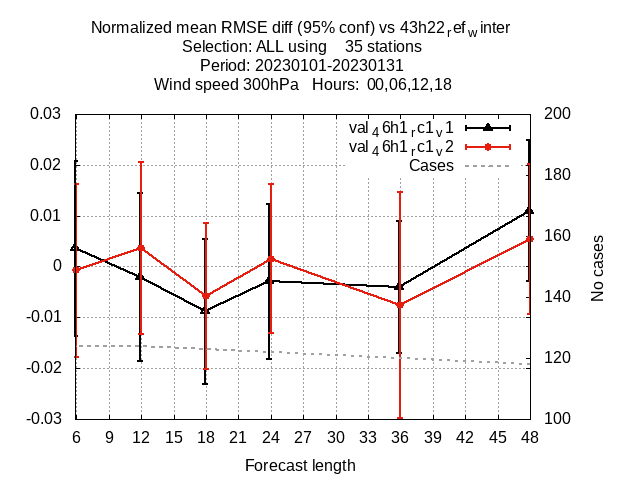 Normalized mean RMSE diff (95% conf) vs 43h22refwinter
Selection: ALL using    35 stations
Period: 20230101-20230131
Wind speed 300hPa   Hours:  00,06,12,18
0.03
0.02
0.01
0
-0.01
-0.02
-0.03
val46h1rc1v1
val46h1rc1v2
Cases
200
180
160
140
120
100
No cases
6 9 12 15 18 21 24 27 30 33 36 39 42 45 48
Forecast length